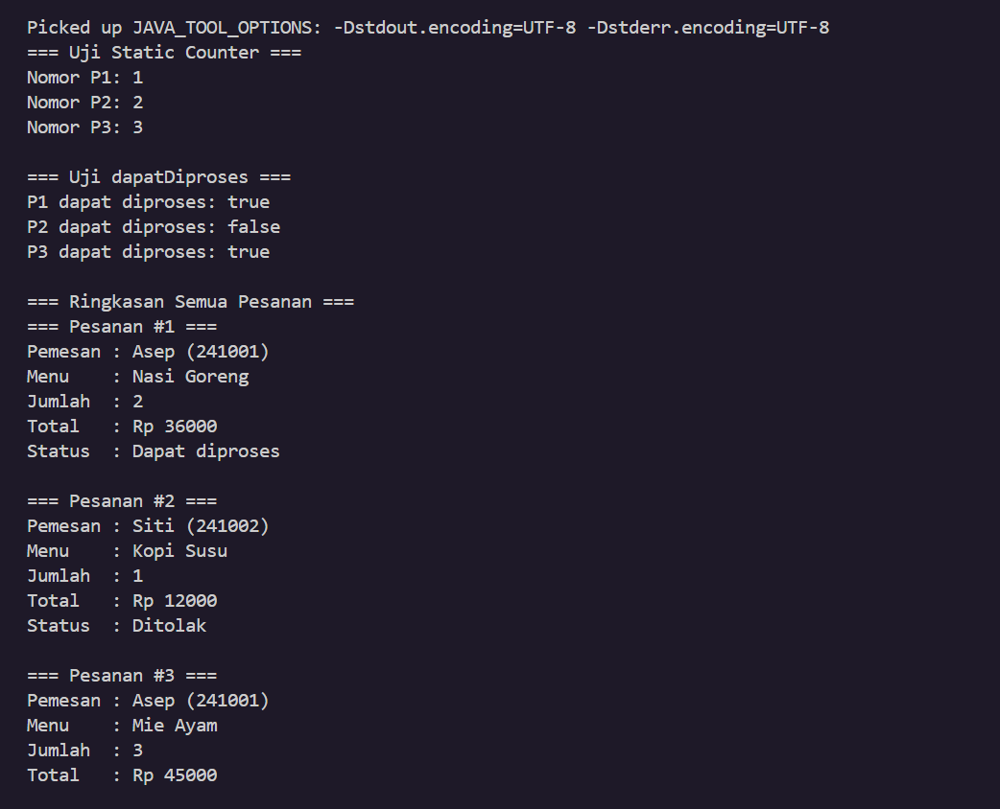 Picked up JAVA_TOOL_OPTIONS: -Dstdout.encoding=UTF-8 -Dstderr.encoding=UTF-8
=== Uji Static Counter ===
Nomor P1: 1
Nomor P2: 2
Nomor P3: 3

=== Uji dapatDiproses ===
P1 dapat diproses: true
P2 dapat diproses: false
P3 dapat diproses: true

=== Ringkasan Semua Pesanan ===
=== Pesanan #1 ===
Pemesan : Asep (241001)
Menu    : Nasi Goreng
Jumlah  : 2
Total   : Rp 36000
Status  : Dapat diproses

=== Pesanan #2 ===
Pemesan : Siti (241002)
Menu    : Kopi Susu
Jumlah  : 1
Total   : Rp 12000
Status  : Ditolak

=== Pesanan #3 ===
Pemesan : Asep (241001)
Menu    : Mie Ayam
Jumlah  : 3
Total   : Rp 45000